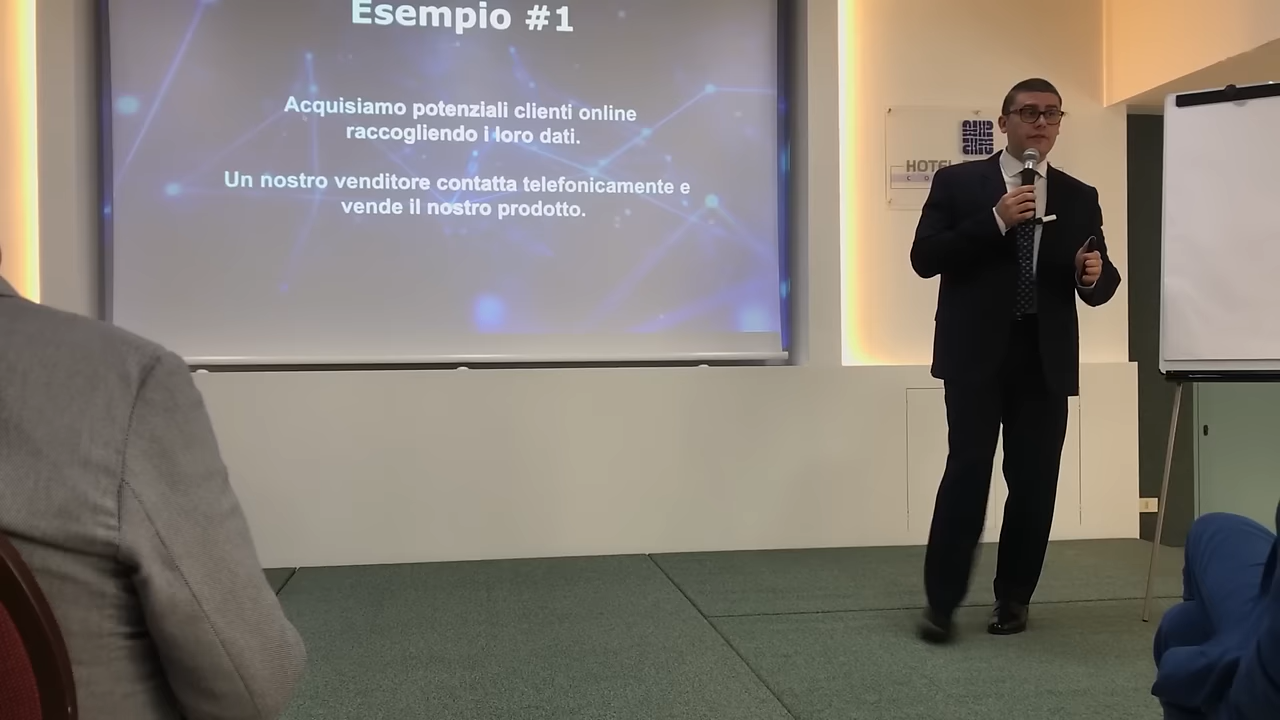 Esempio #1
Acquisiamo potenziali clienti online
raccogliendo i loro dati.
Un nostro venditore contatta telefonicamente e
vende il nostro prodotto.
HOTEL